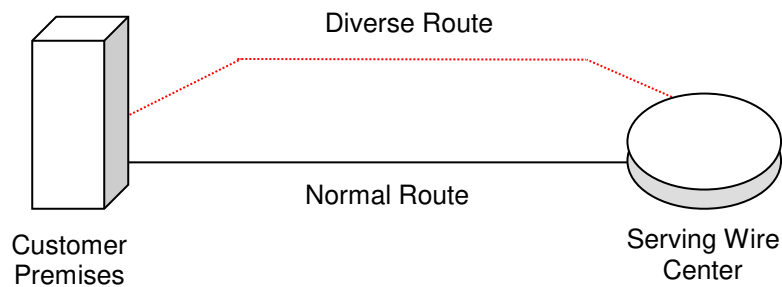 Diverse Route
Normal Route
Customer
Premises
Serving Wire
Center